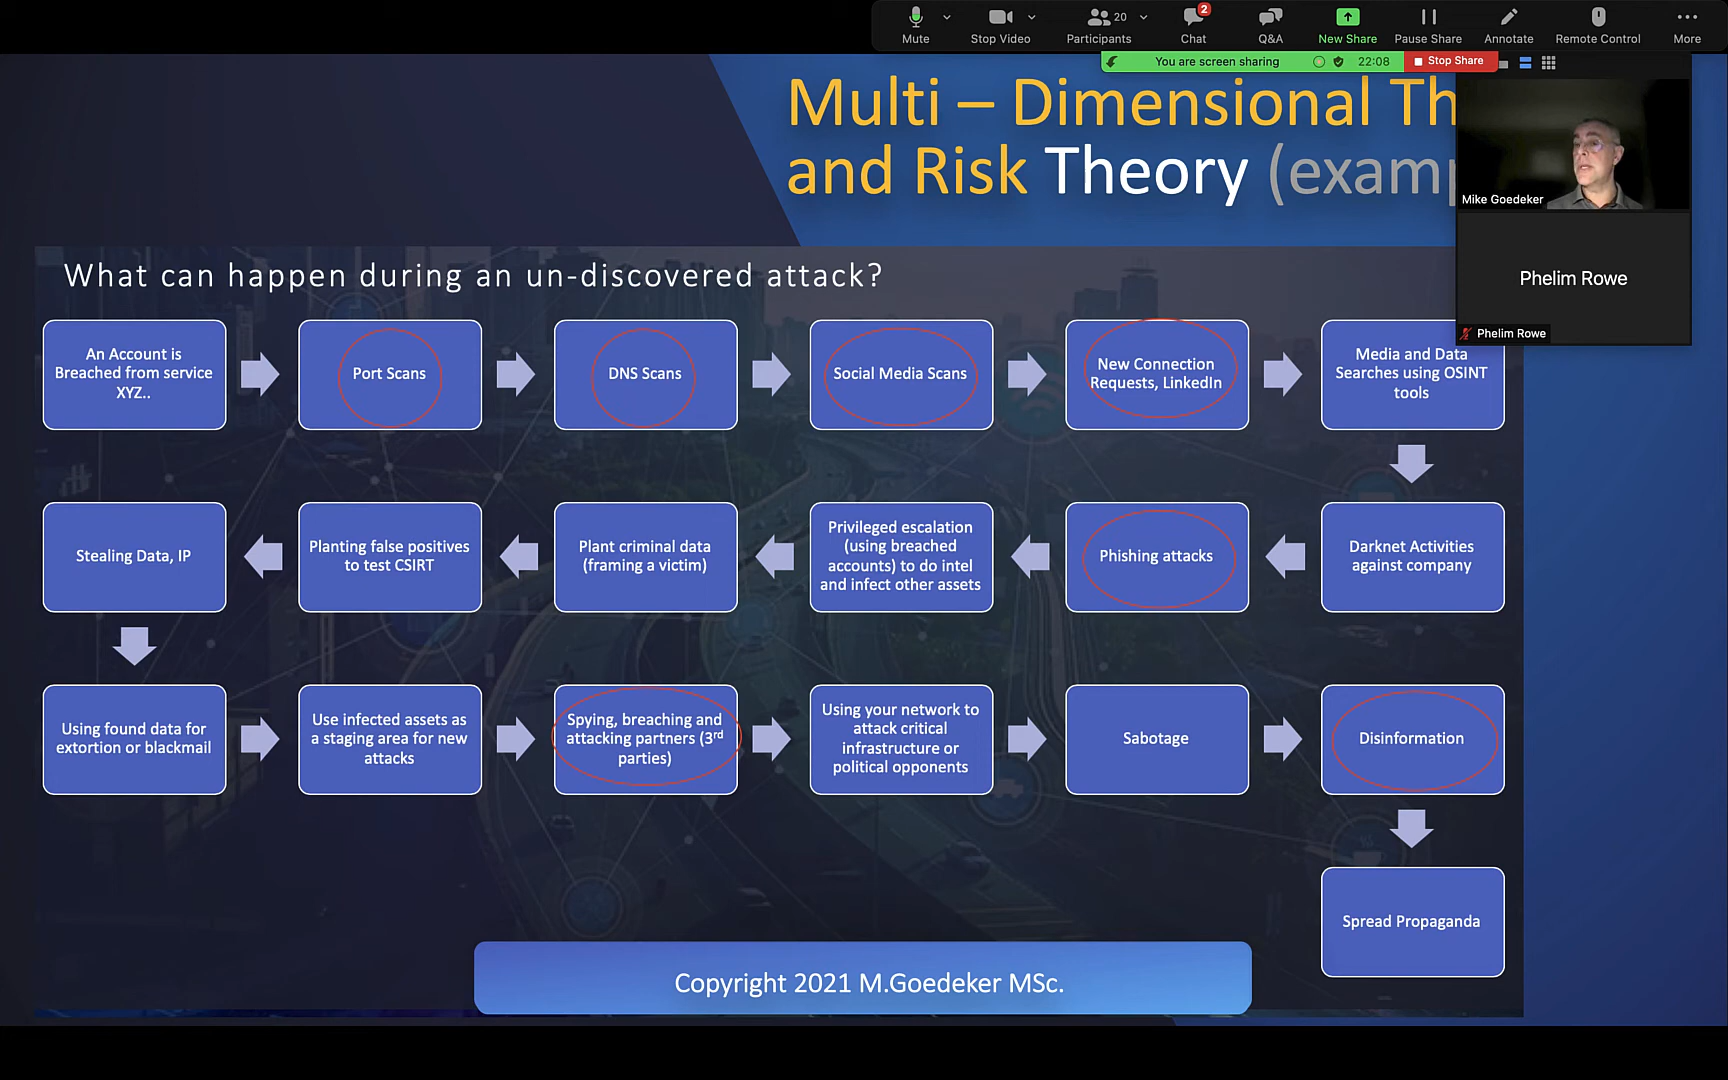 Mute
Stop Video
20
Participants
2
Chat
Q&A
New Share
Pause Share
Annotate
Remote Control
More
You are screen sharing
22:08
Stop Share
Multi – Dimensional Th
and Risk Theory (examp
Mike Goedeker
Phelim Rowe
Phelim Rowe
What can happen during an un-discovered attack?
An Account is
Breached from service
XYZ..
Port Scans
DNS Scans
Social Media Scans
New Connection
Requests, LinkedIn
Media and Data
Searches using OSINT
tools
Stealing Data, IP
Planting false positives
to test CSIRT
Plant criminal data
(framing a victim)
Privileged escalation
(using breached
accounts) to do intel
and infect other assets
Phishing attacks
Darknet Activities
against company
Using found data for
extortion or blackmail
Use infected assets as
a staging area for new
attacks
Spying, breaching and
attacking partners (3rd
parties)
Using your network to
attack critical
infrastructure or
political opponents
Sabotage
Disinformation
Spread Propaganda
Copyright 2021 M.Goedeker MSc.